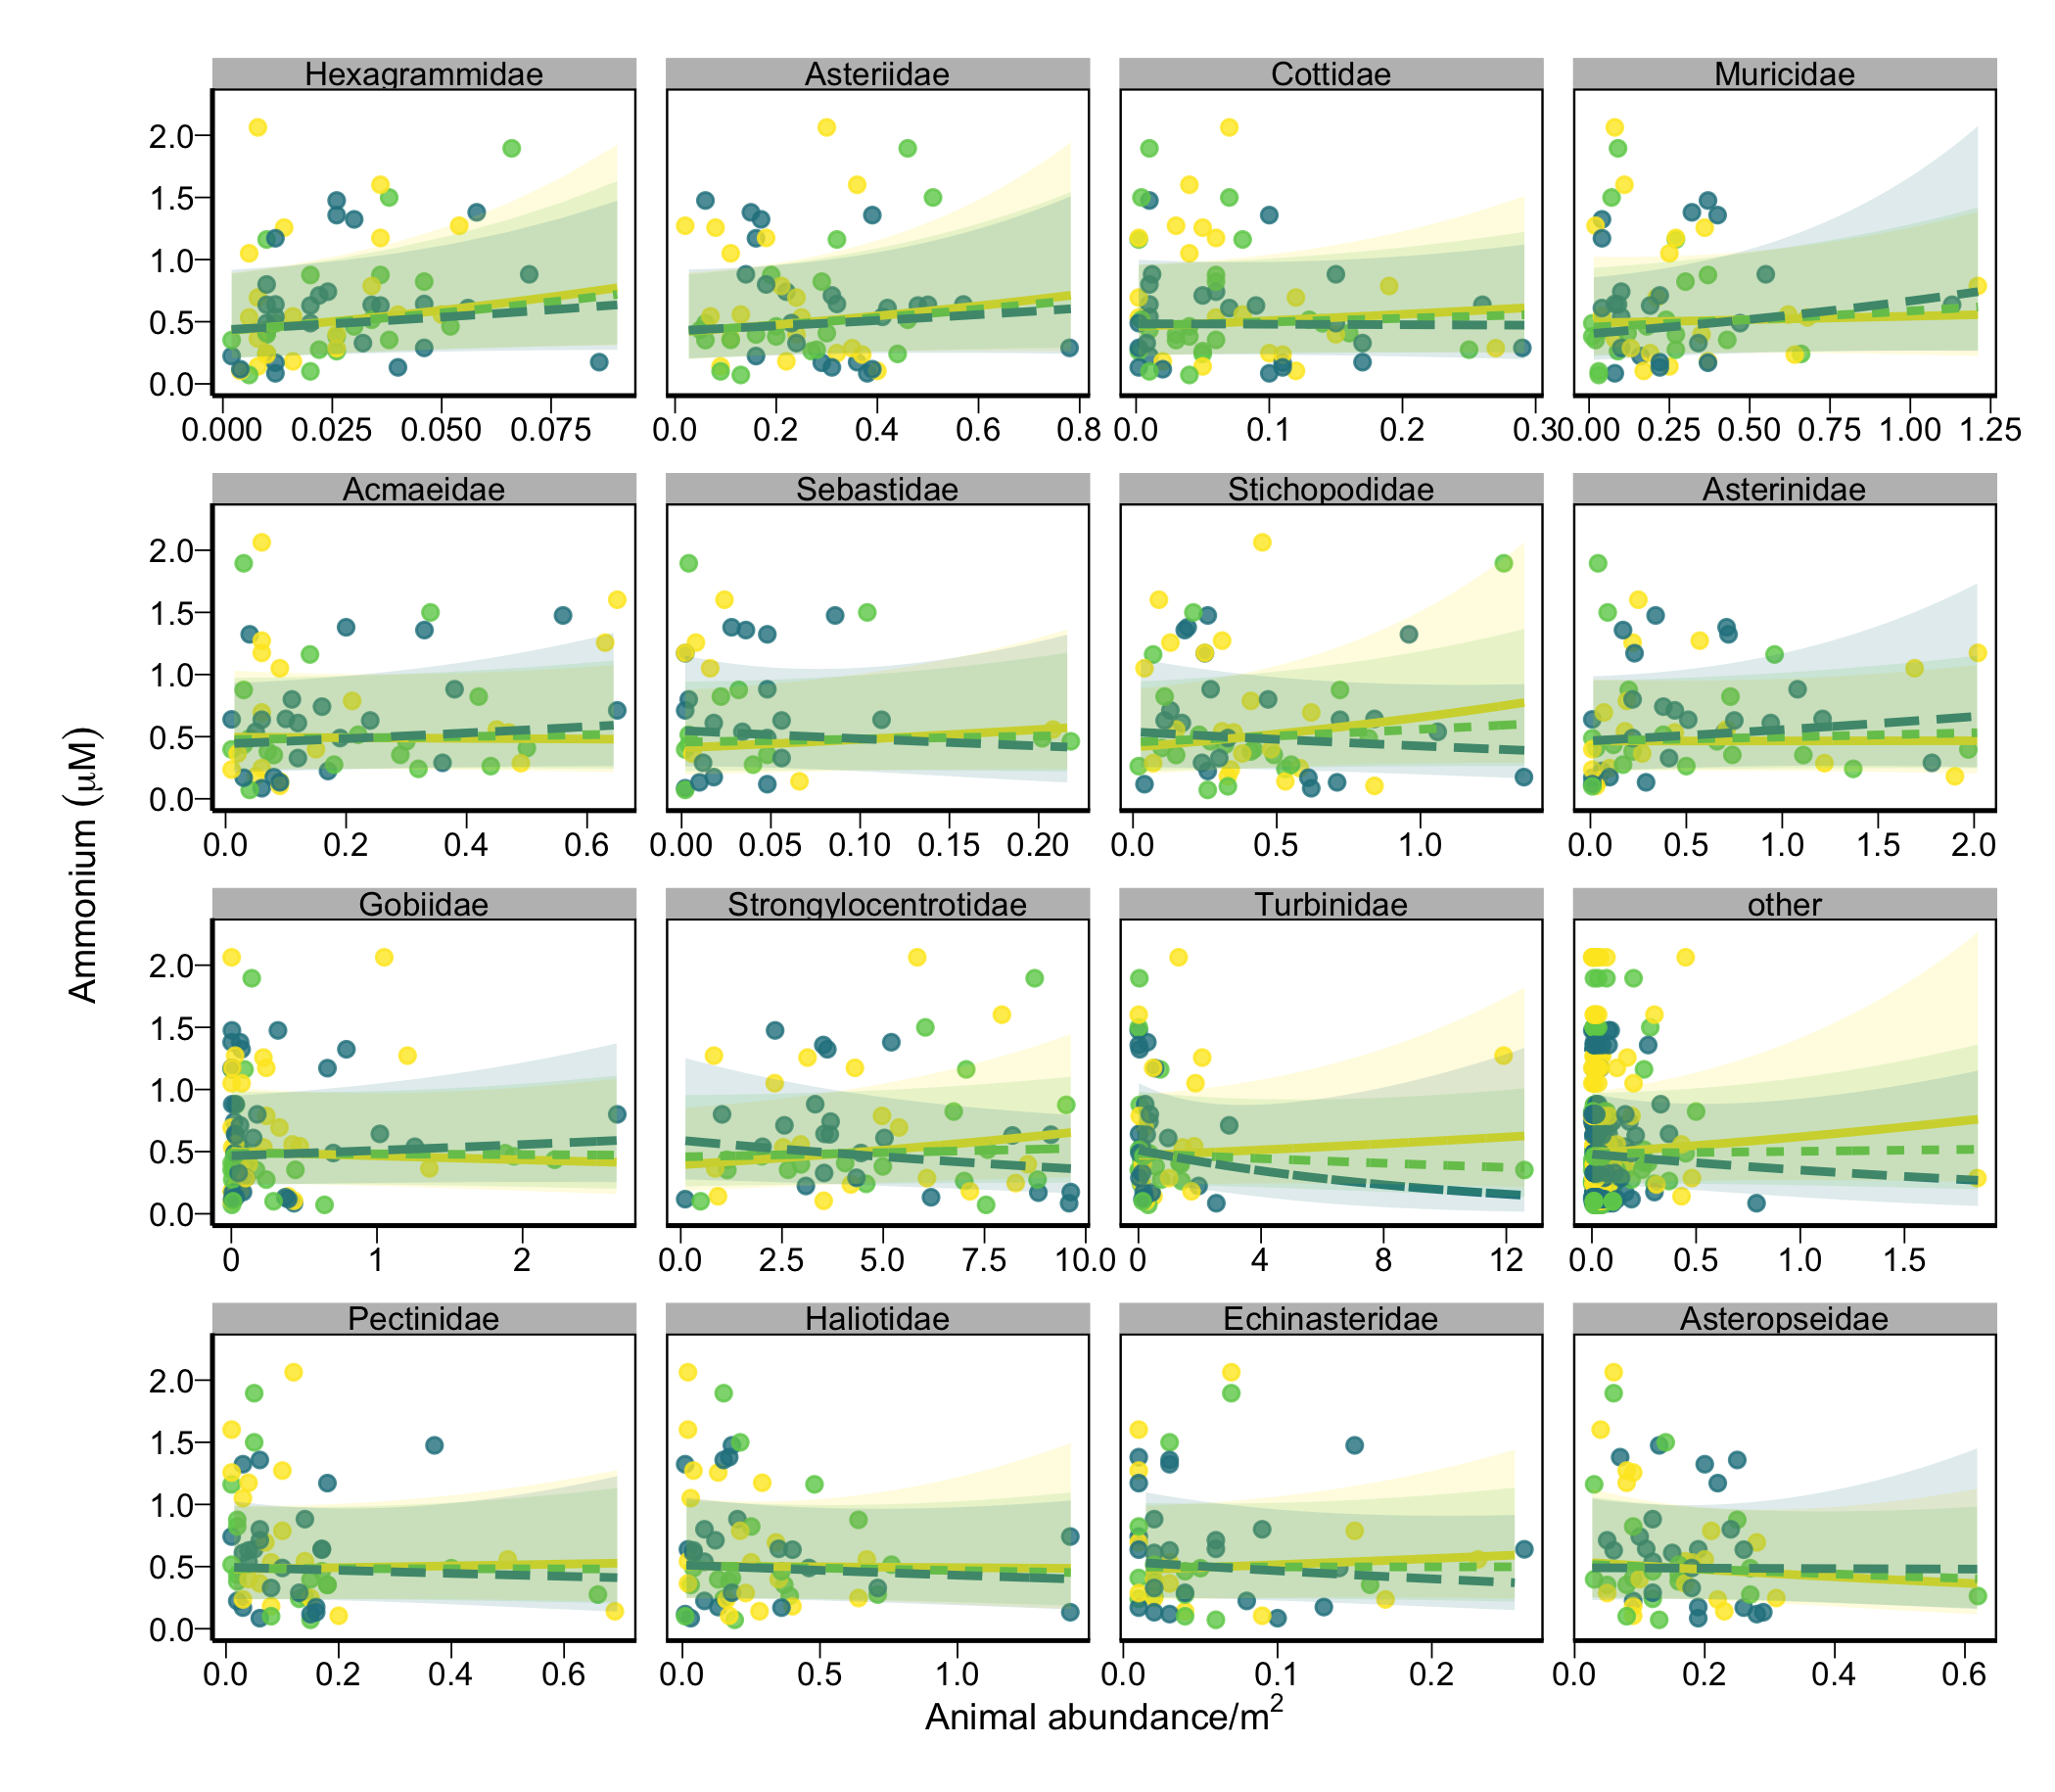 Hexagrammidae Asteriidae Cottidae Muricidae
2.0
1.5
1.0
0.5
0.0
0.000 0.025 0.050 0.075 0.0 0.2 0.4 0.6 0.8 0.0 0.1 0.2 0.3 0.00 0.25 0.50 0.75 1.00 1.25
Acmaeidae Sebastidae Stichopodidae Asterinidae
2.0
1.5
1.0
0.5
0.0
0.0 0.2 0.4 0.6 0.00 0.05 0.10 0.15 0.20 0.0 0.5 1.0 0.0 0.5 1.0 1.5 2.0
Ammonium (μM)
Gobiidae Strongylocentrotidae Turbinidae other
2.0
1.5
1.0
0.5
0.0
0 1 2 0.0 2.5 5.0 7.5 10.0 0 4 8 12 0.0 0.5 1.0 1.5
Pectinidae Haliotidae Echinasteridae Asteropseidae
2.0
1.5
1.0
0.5
0.0
0.0 0.2 0.4 0.6 0.0 0.5 1.0 0.0 0.1 0.2 0.0 0.2 0.4 0.6
Animal abundance/m²